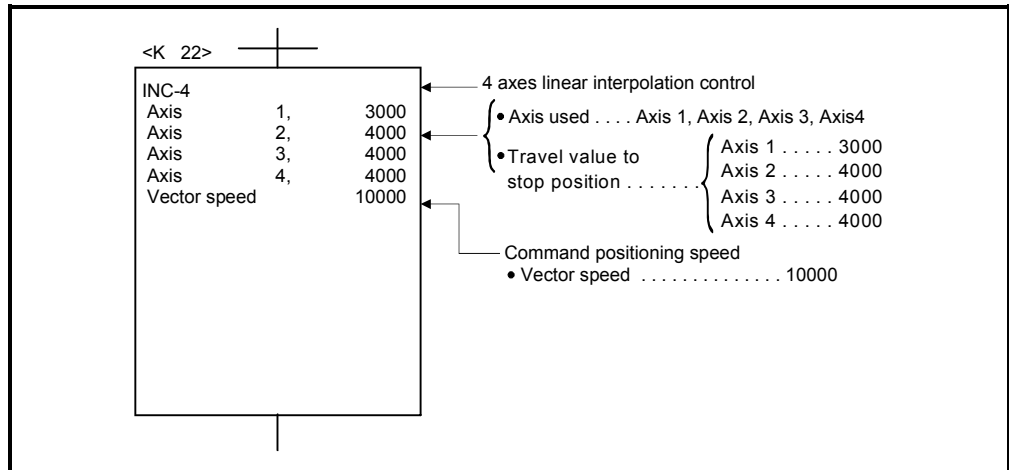 <K 22>
INC-4
Axis 1, 3000
Axis 2, 4000
Axis 3, 4000
Axis 4, 4000
Vector speed 10000
4 axes linear interpolation control
• Axis used . . . . Axis 1, Axis 2, Axis 3, Axis4
• Travel value to
stop position . . . . . . .
Axis 1 . . . . . 3000
Axis 2 . . . . . 4000
Axis 3 . . . . . 4000
Axis 4 . . . . . 4000
Command positioning speed
• Vector speed . . . . . . . . . . . . . . 10000